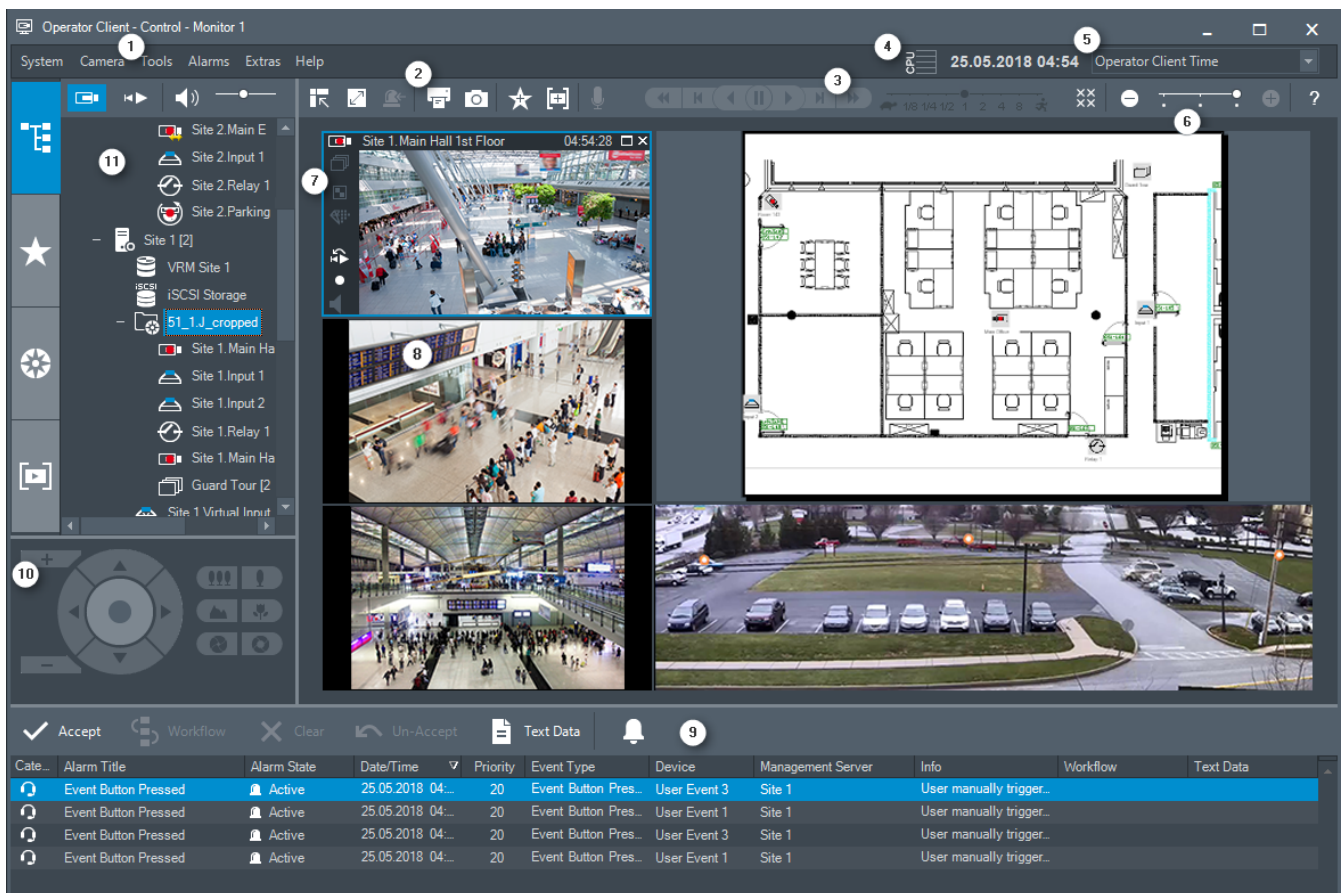 Operator Client - Control - Monitor 1
System Camera Tools Alarms Extras Help
1
2
3
4
CPU
25.05.2018 04:54
5
Operator Client Time
1/8 1/4 1/2 1 2 4 8
6
?
11
Site 2.Main E
Site 2.Input 1
Site 2.Relay 1
Site 2.Parking
Site 1 [2]
VRM Site 1
iSCSI
iSCSI Storage
51_1.J_cropped
Site 1.Main Ha
Site 1.Input 1
Site 1.Input 2
Site 1.Relay 1
Site 1.Main Ha
Guard Tour [2
Site 1.Virtual Input
7
Site 1.Main Hall 1st Floor 04:54:28
8
Guard Tour
Main Office
Input 1
Input 2
Relay 1
10
Accept Workflow Clear Un-Accept Text Data
9
Cate... Alarm Title Alarm State Date/Time Priority Event Type Device Management Server Info Workflow Text Data
Event Button Pressed Active 25.05.2018 04:... 20 Event Button Pres... User Event 3 Site 1 User manually trigger...
Event Button Pressed Active 25.05.2018 04:... 20 Event Button Pres... User Event 1 Site 1 User manually trigger...
Event Button Pressed Active 25.05.2018 04:... 20 Event Button Pres... User Event 3 Site 1 User manually trigger...
Event Button Pressed Active 25.05.2018 04:... 20 Event Button Pres... User Event 1 Site 1 User manually trigger...